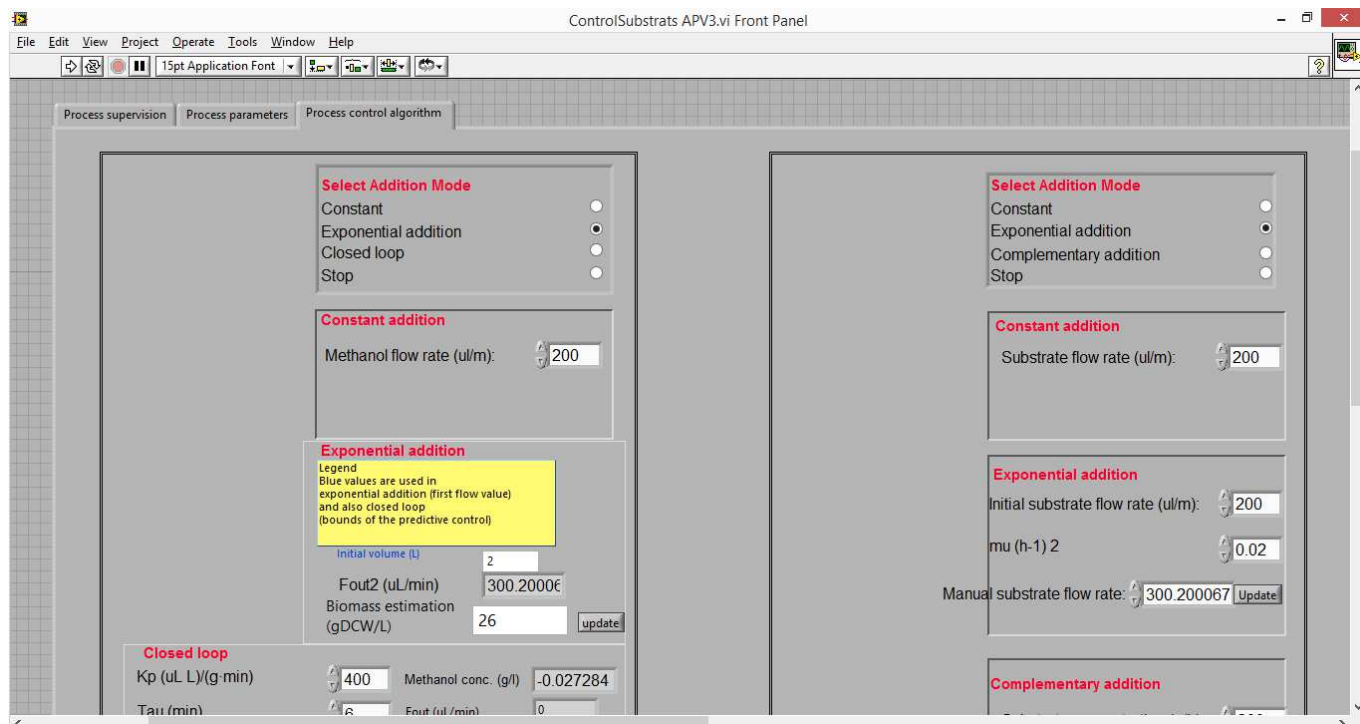 ControlSubstrats APV3.vi Front Panel
File Edit View Project Operate Tools Window Help
15pt Application Font
Process supervision Process parameters Process control algorithm
Select Addition Mode
Constant
Exponential addition
Closed loop
Stop
Constant addition
Methanol flow rate (ul/m): 200
Exponential addition
Legend
Blue values are used in
exponential addition (first flow value)
and also closed loop
(bounds of the predictive control)
Initial volume (L) 2
Fout2 (uL/min) 300.20006
Biomass estimation
(gDCW/L) 26 update
Closed loop
Kp (uL L)/(g·min) 400 Methanol conc. (g/l) -0.027284
Tau (min) 6 Fout (ul/min) 0
Select Addition Mode
Constant
Exponential addition
Complementary addition
Stop
Constant addition
Substrate flow rate (ul/m): 200
Exponential addition
Initial substrate flow rate (ul/m): 200
mu (h-1) 2 0.02
Manual substrate flow rate: 300.200067 Update
Complementary addition